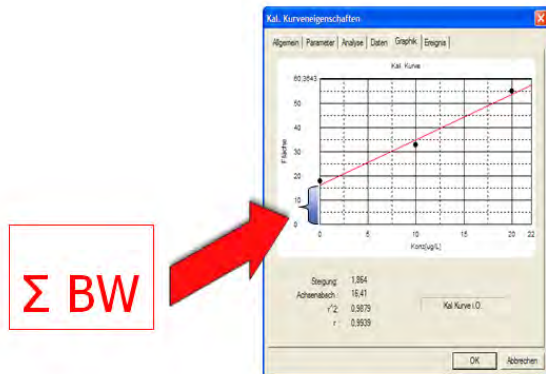 Σ BW
Kal. Kurveneigenschaften
Allgemein Parameter Analyse Daten Graphik Ereignis
Kal. Kurve
60,3643
50
40
30
20
10
0
Fläche
0 5 10 15 20 22
Konz[ug/L]
Steigung: 1,864
Achsenabsch: 16,41
r^2: 0,9879
r: 0,9939
Kal.Kurve i.O.
OK Abbrechen